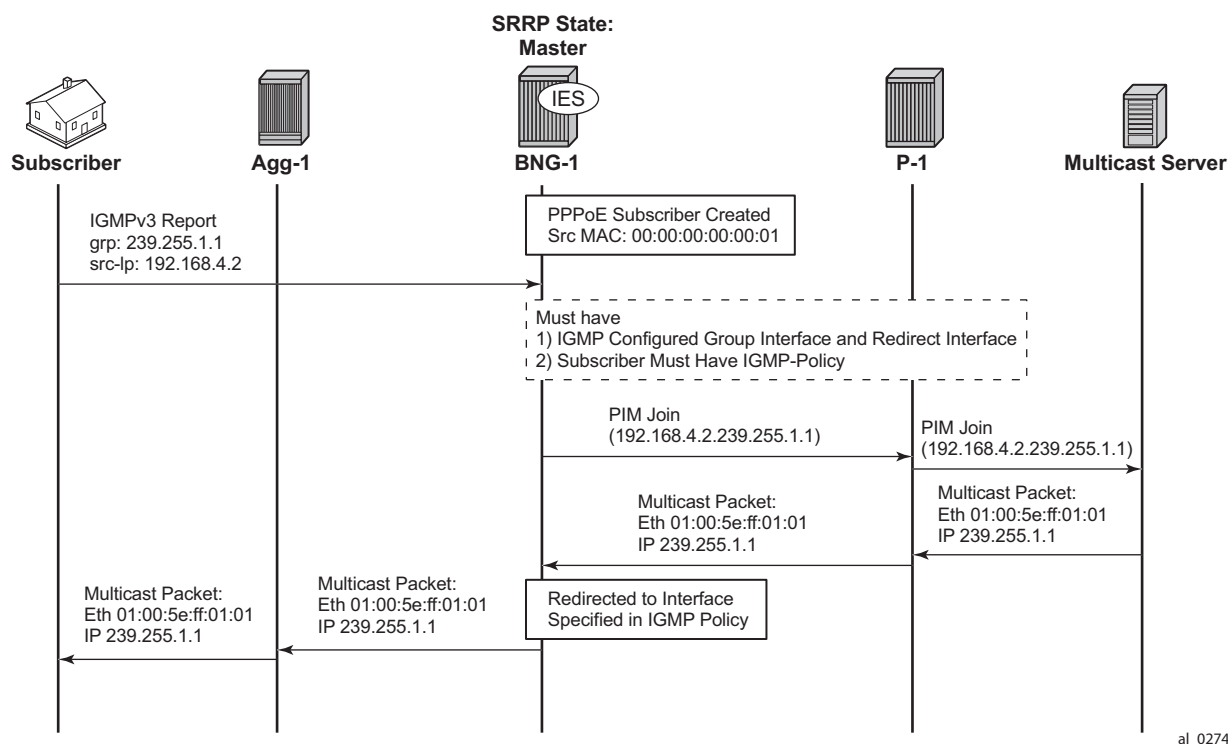 SRRP State:
Master
IES
Subscriber
Agg-1
BNG-1
P-1
Multicast Server
IGMPv3 Report
grp: 239.255.1.1
src-lp: 192.168.4.2
PPPoE Subscriber Created
Src MAC: 00:00:00:00:00:01
Must have
1) IGMP Configured Group Interface and Redirect Interface
2) Subscriber Must Have IGMP-Policy
PIM Join
(192.168.4.2.239.255.1.1)
PIM Join
(192.168.4.2.239.255.1.1)
Multicast Packet:
Eth 01:00:5e:ff:01:01
IP 239.255.1.1
Multicast Packet:
Eth 01:00:5e:ff:01:01
IP 239.255.1.1
Redirected to Interface
Specified in IGMP Policy
Multicast Packet:
Eth 01:00:5e:ff:01:01
IP 239.255.1.1
Multicast Packet:
Eth 01:00:5e:ff:01:01
IP 239.255.1.1
al_0274